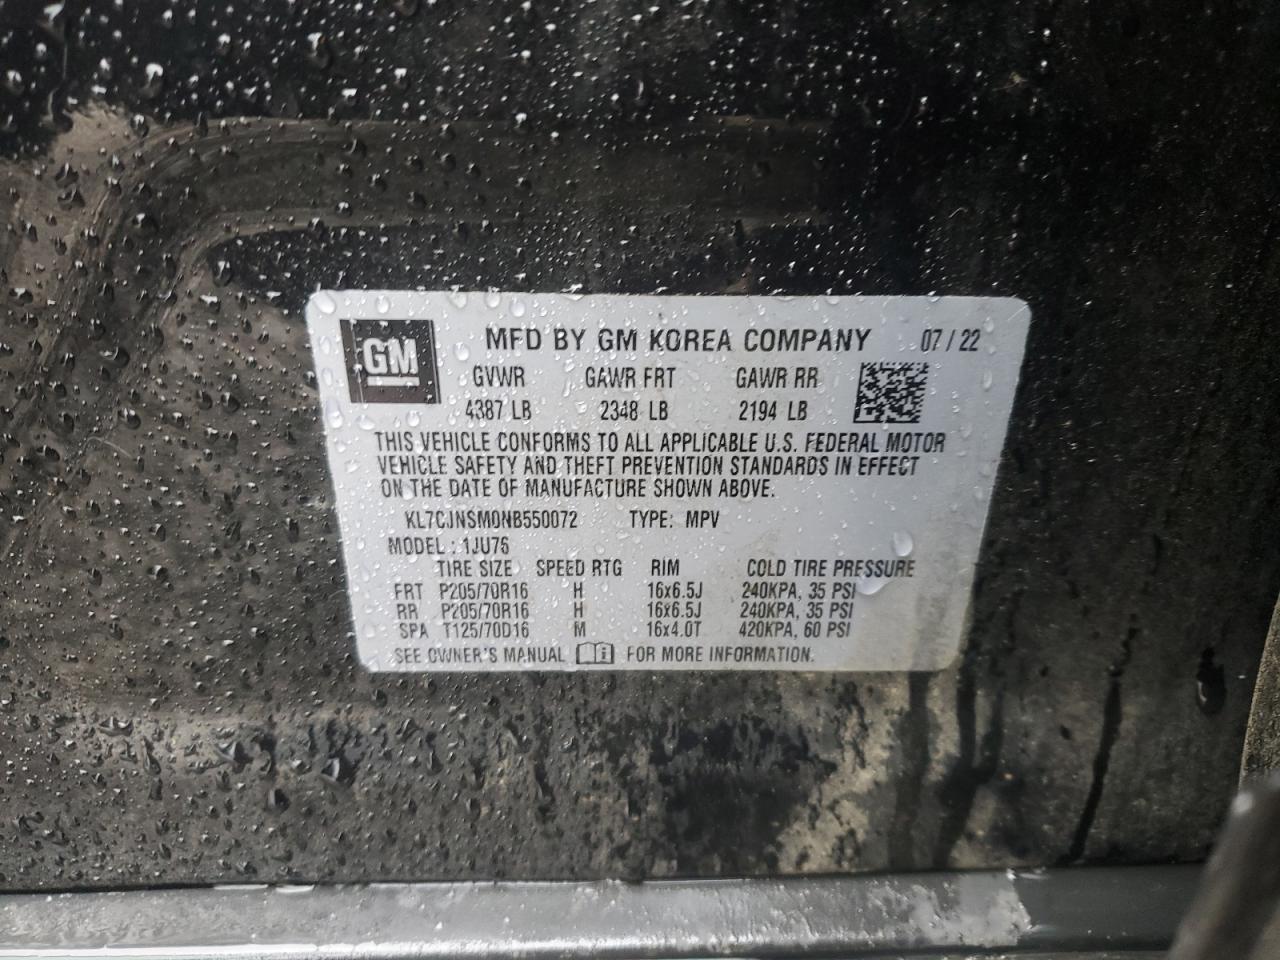 GM MFD BY GM KOREA COMPANY 07/22
GVWR GAWR FRT GAWR RR
4387 LB 2348 LB 2194 LB
THIS VEHICLE CONFORMS TO ALL APPLICABLE U.S. FEDERAL MOTOR
VEHICLE SAFETY AND THEFT PREVENTION STANDARDS IN EFFECT
ON THE DATE OF MANUFACTURE SHOWN ABOVE.
KL7CJNSM0NB550072 TYPE: MPV
MODEL: 1JU76
TIRE SIZE SPEED RTG RIM COLD TIRE PRESSURE
FRT P205/70R16 H 16x6.5J 240KPA, 35 PSI
RR P205/70R16 H 16x6.5J 240KPA, 35 PSI
SPA T125/70D16 M 16x4.0T 420KPA, 60 PSI
SEE OWNER'S MANUAL i FOR MORE INFORMATION.